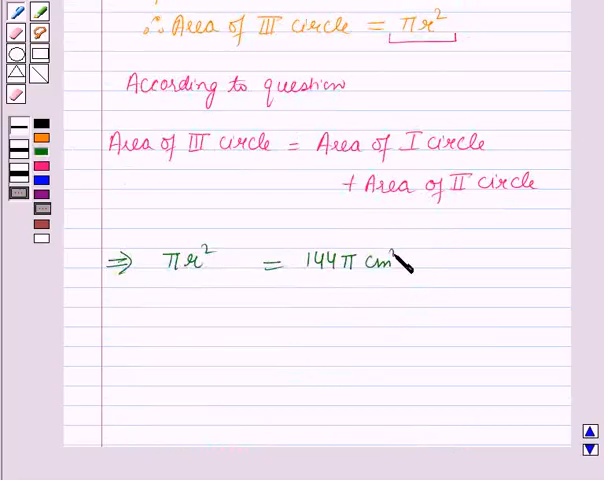 ∴ Area of III circle = πr²
According to question
Area of III circle = Area of I circle
+ Area of II circle
⇒ πr² = 144π cm²